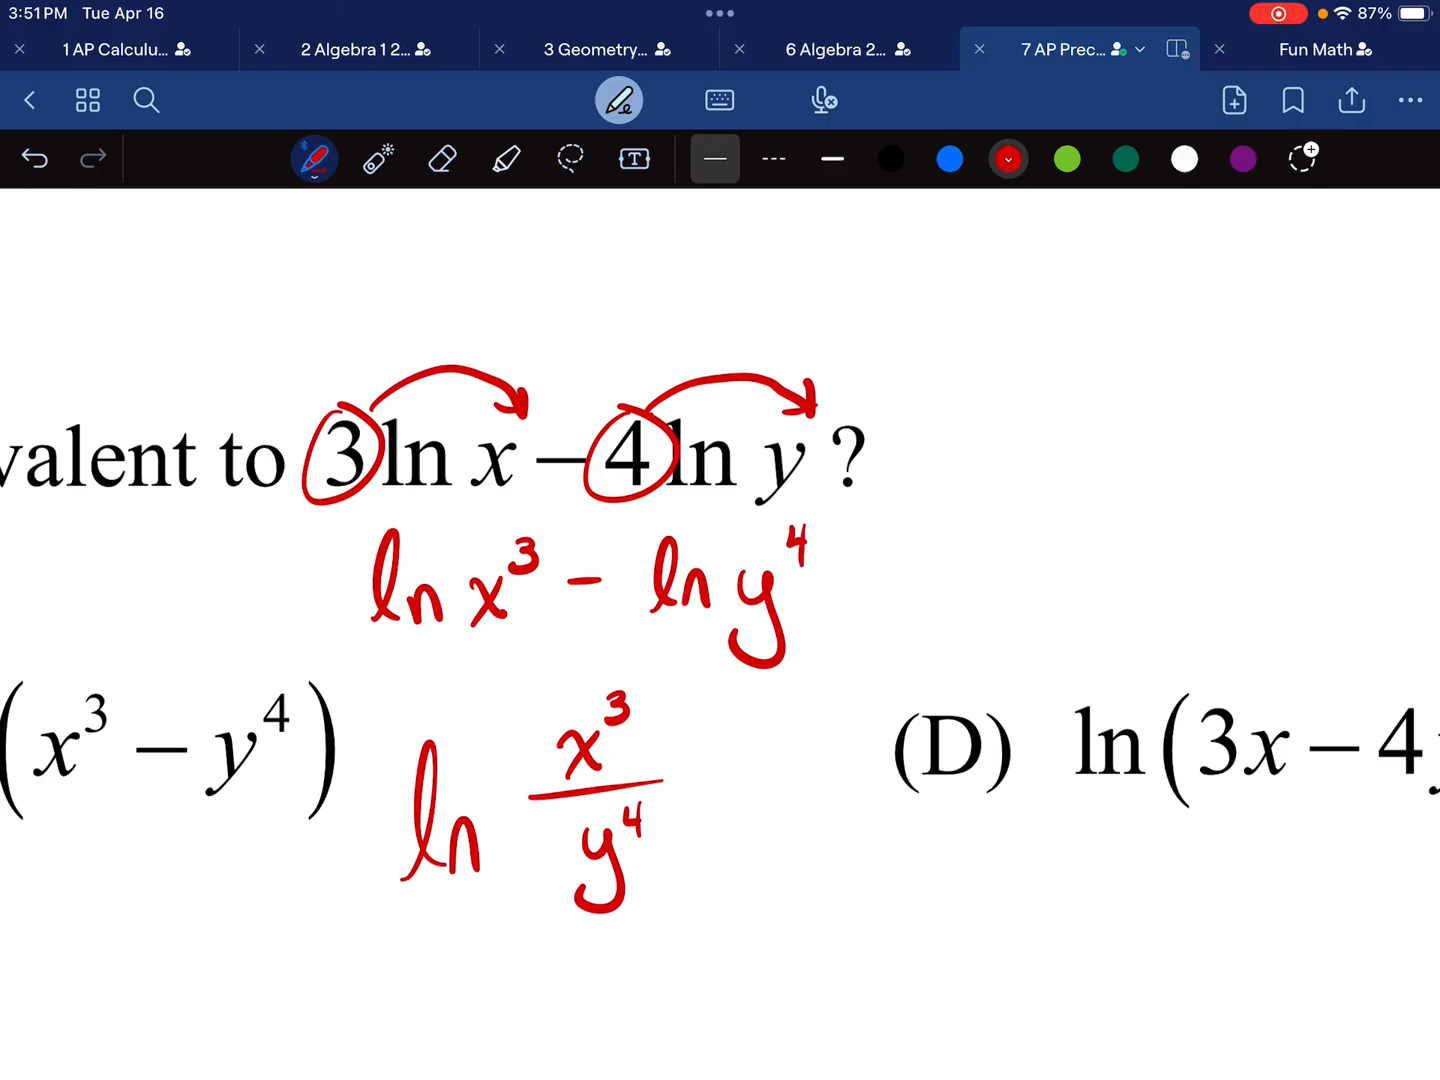 3:51 PM Tue Apr 16 87%
1 AP Calculu... 2 Algebra 1 2... 3 Geometry... 6 Algebra 2... 7 AP Prec... Fun Math
T
valent to 3 ln x − 4 ln y ?
ln x³ − ln y⁴
(x³ − y⁴) ln x³/y⁴ (D) ln(3x − 4